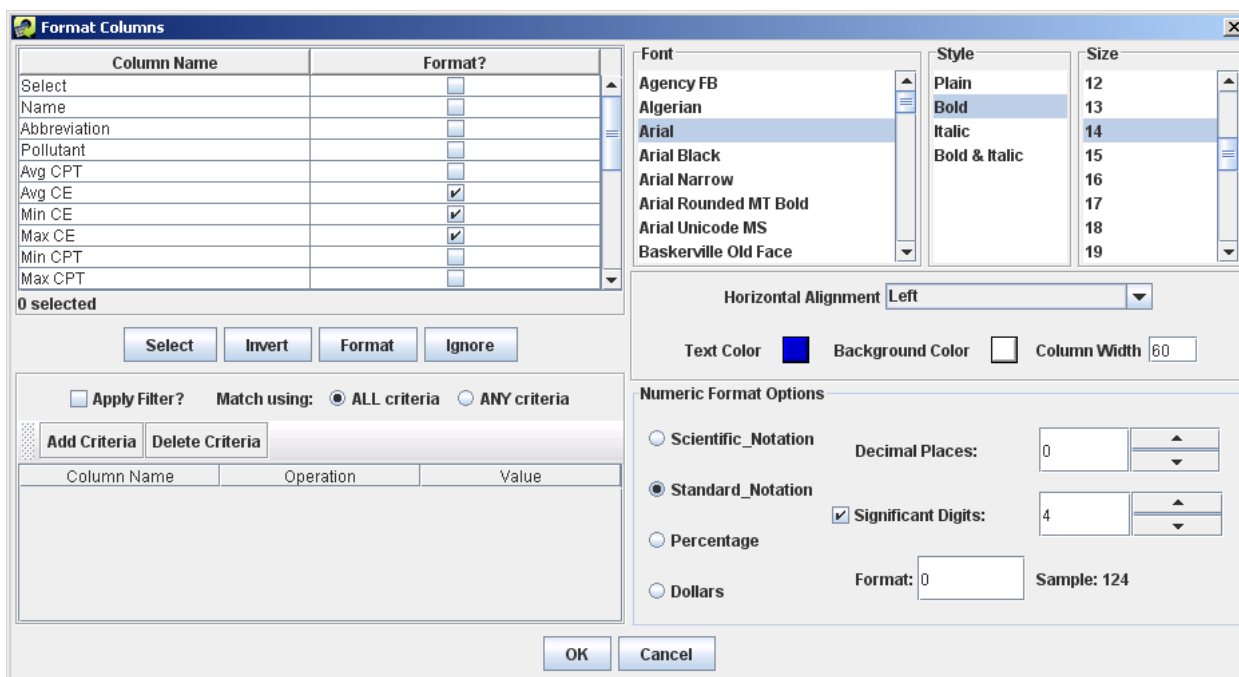 Format Columns
Column Name Format?
Select
Name
Abbreviation
Pollutant
Avg CPT
Avg CE
Min CE
Max CE
Min CPT
Max CPT
0 selected
Select Invert Format Ignore
Apply Filter? Match using: ALL criteria ANY criteria
Add Criteria Delete Criteria
Column Name Operation Value
Font
Agency FB
Algerian
Arial
Arial Black
Arial Narrow
Arial Rounded MT Bold
Arial Unicode MS
Baskerville Old Face
Style
Plain
Bold
Italic
Bold & Italic
Size
12
13
14
15
16
17
18
19
Horizontal Alignment Left
Text Color Background Color Column Width 60
Numeric Format Options
Scientific_Notation
Standard_Notation
Percentage
Dollars
Decimal Places: 0
Significant Digits: 4
Format: 0 Sample: 124
OK Cancel